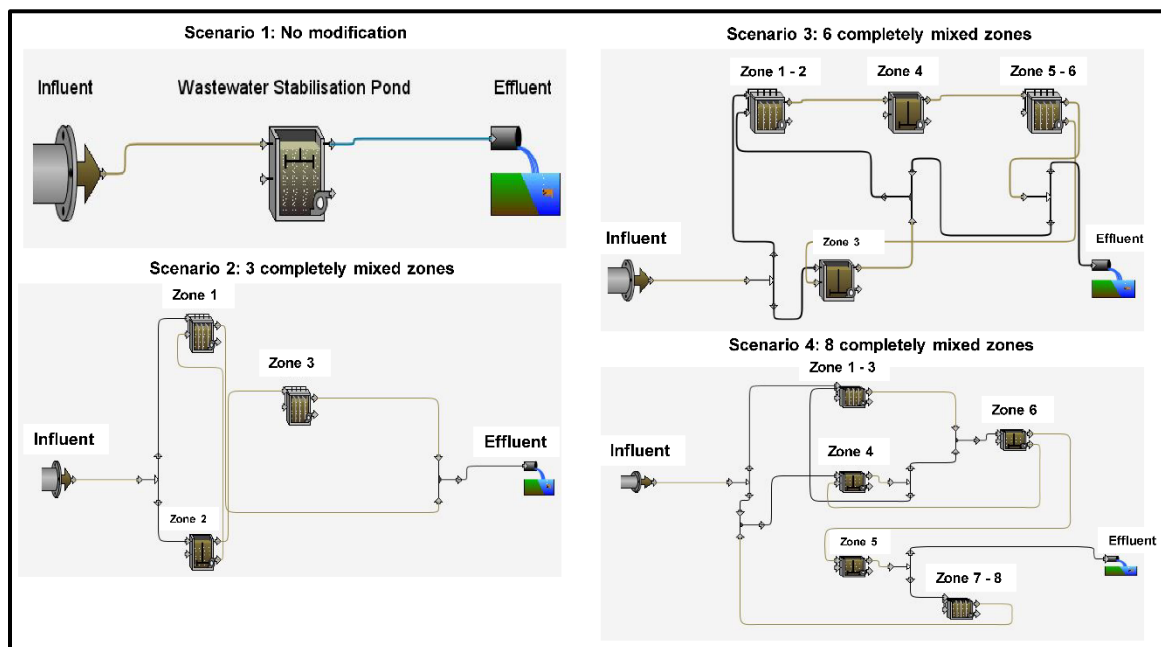 Scenario 1: No modification
Influent
Wastewater Stabilisation Pond
Effluent
Scenario 2: 3 completely mixed zones
Zone 1
Zone 3
Influent
Effluent
Zone 2
Scenario 3: 6 completely mixed zones
Zone 1 - 2
Zone 4
Zone 5 - 6
Influent
Zone 3
Effluent
Scenario 4: 8 completely mixed zones
Zone 1 - 3
Zone 6
Influent
Zone 4
Zone 5
Effluent
Zone 7 - 8